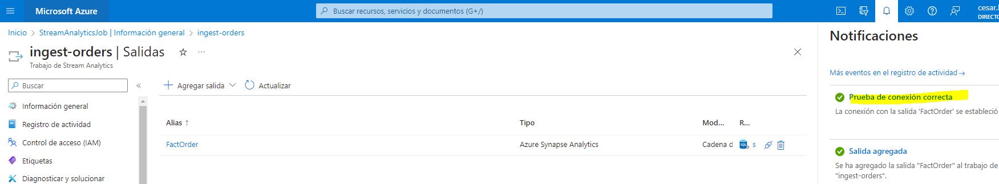 Microsoft Azure
Buscar recursos, servicios y documentos (G+/)
cesar.
DIRECTO
Inicio > StreamAnalyticsJob | Información general > ingest-orders
ingest-orders | Salidas
Trabajo de Stream Analytics
Buscar
Información general
Registro de actividad
Control de acceso (IAM)
Etiquetas
Diagnosticar y solucionar
Agregar salida
Actualizar
Alias ↑ Tipo Mod... R...
FactOrder Azure Synapse Analytics Cadena d s
Notificaciones
Más eventos en el registro de actividad →
Prueba de conexión correcta
La conexión con la salida 'FactOrder' se estableció
Salida agregada
Se ha agregado la salida "FactOrder" al trabajo de
"ingest-orders".